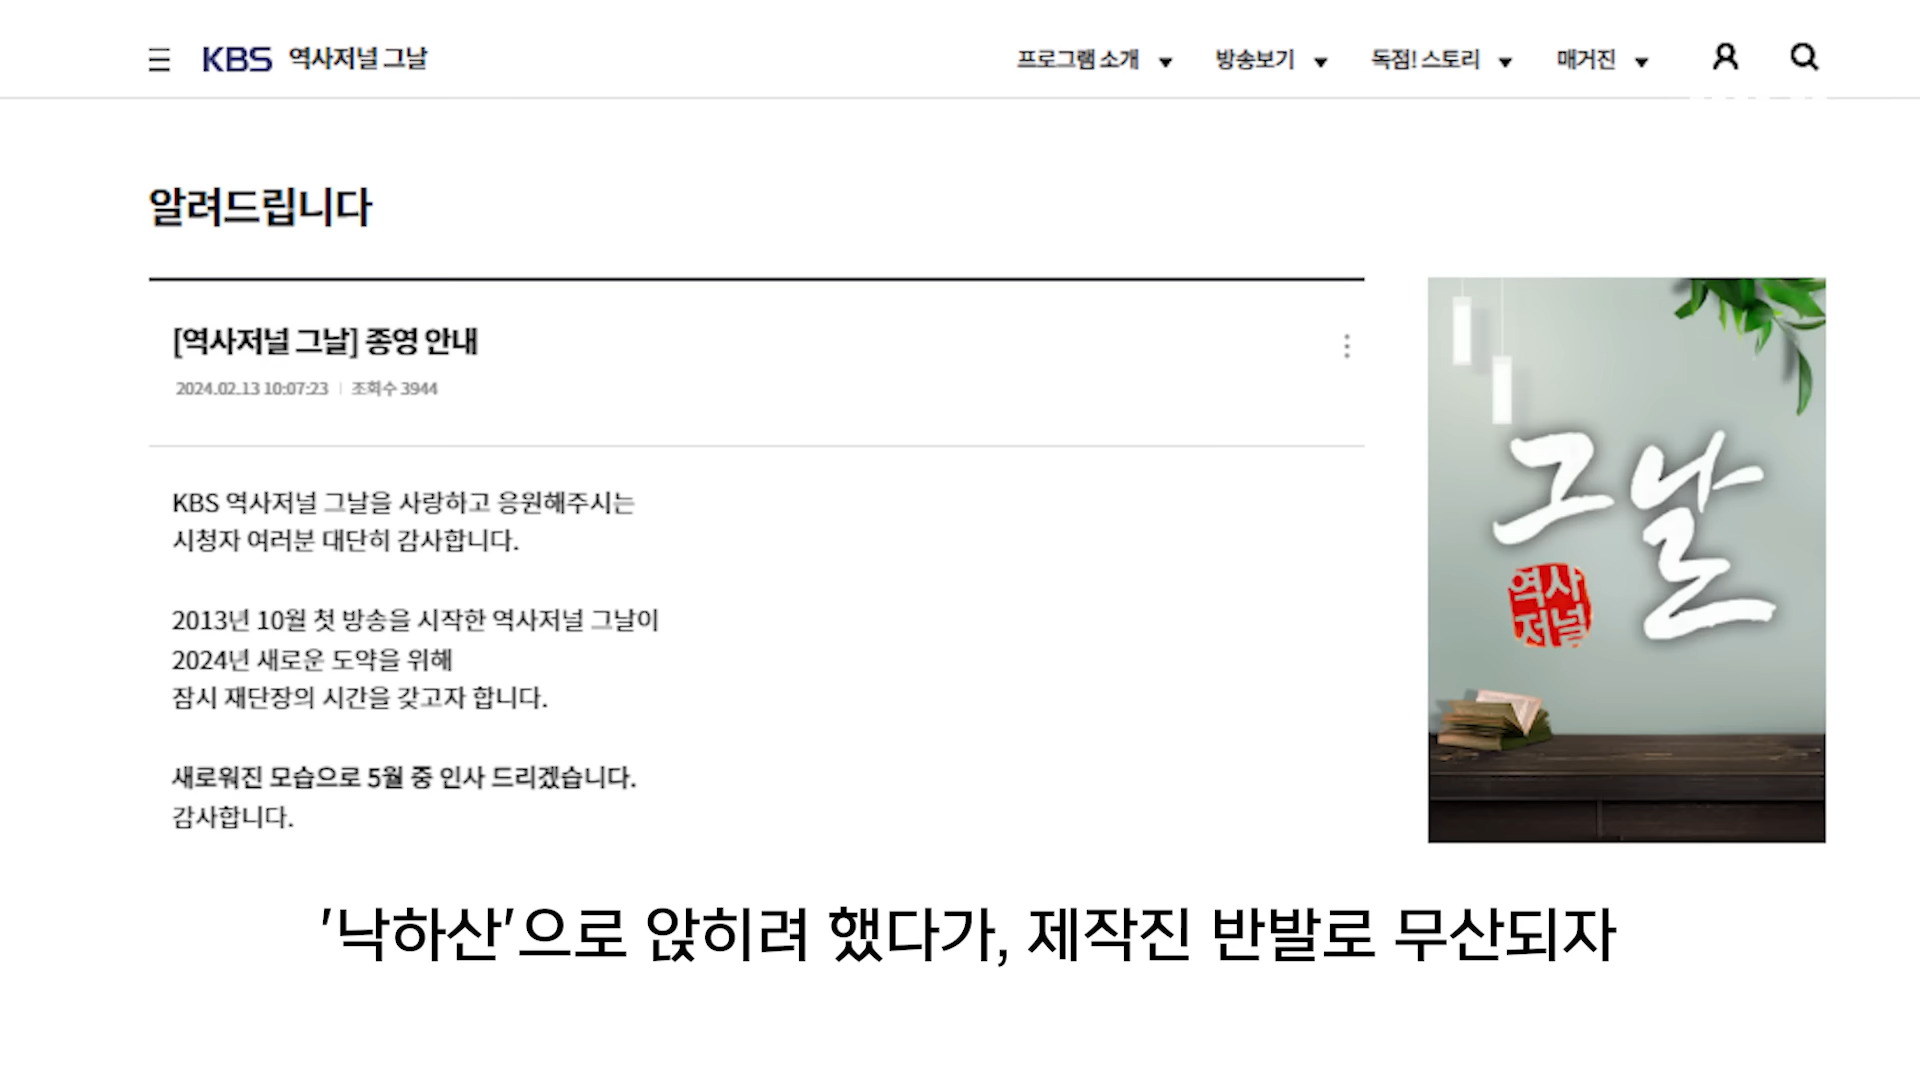 KBS 역사저널 그날
프로그램 소개 ▼ 방송보기 ▼ 독점! 스토리 ▼ 매거진 ▼
알려드립니다
[역사저널 그날] 종영 안내
2024.02.13 10:07:23 | 조회수 3944
KBS 역사저널 그날을 사랑하고 응원해주시는
시청자 여러분 대단히 감사합니다.
2013년 10월 첫 방송을 시작한 역사저널 그날이
2024년 새로운 도약을 위해
잠시 재단장의 시간을 갖고자 합니다.
새로워진 모습으로 5월 중 인사 드리겠습니다.
감사합니다.
그날
역사
저널
'낙하산'으로 앉히려 했다가, 제작진 반발로 무산되자